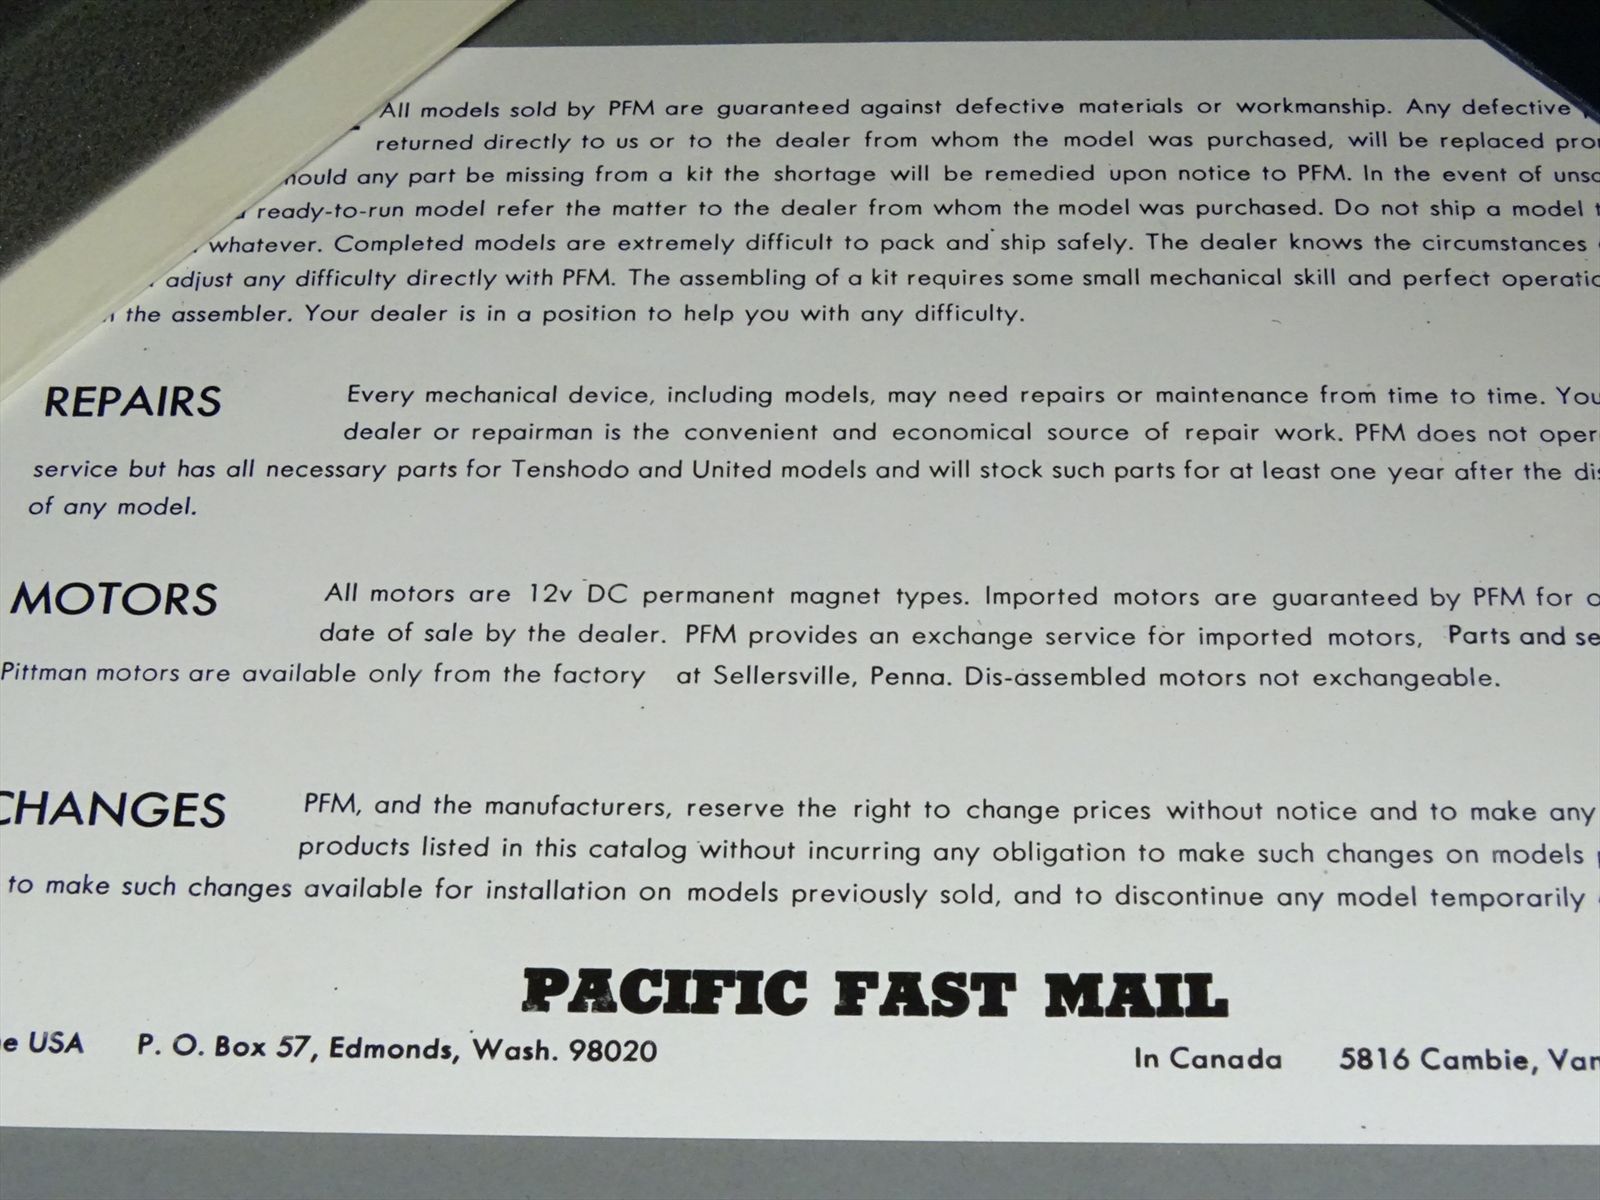 All models sold by PFM are guaranteed against defective materials or workmanship. Any defective
returned directly to us or to the dealer from whom the model was purchased, will be replaced
any part be missing from a kit the shortage will be remedied upon notice to PFM. In the event of
ready-to-run model refer the matter to the dealer from whom the model was purchased. Do not ship a model
whatever. Completed models are extremely difficult to pack and ship safely. The dealer knows the circumstances
adjust any difficulty directly with PFM. The assembling of a kit requires some small mechanical skill and perfect
the assembler. Your dealer is in a position to help you with any difficulty.
REPAIRS Every mechanical device, including models, may need repairs or maintenance from time to time.
dealer or repairman is the convenient and economical source of repair work. PFM does not
service but has all necessary parts for Tenshodo and United models and will stock such parts for at least one year after the
of any model.
MOTORS All motors are 12v DC permanent magnet types. Imported motors are guaranteed by PFM for
date of sale by the dealer. PFM provides an exchange service for imported motors, Parts and
Pittman motors are available only from the factory at Sellersville, Penna. Dis-assembled motors not exchangeable.
CHANGES PFM, and the manufacturers, reserve the right to change prices without notice and to make any
products listed in this catalog without incurring any obligation to make such changes on models
to make such changes available for installation on models previously sold, and to discontinue any model temporarily
PACIFIC FAST MAIL
USA P. O. Box 57, Edmonds, Wash. 98020 In Canada 5816 Cambie,